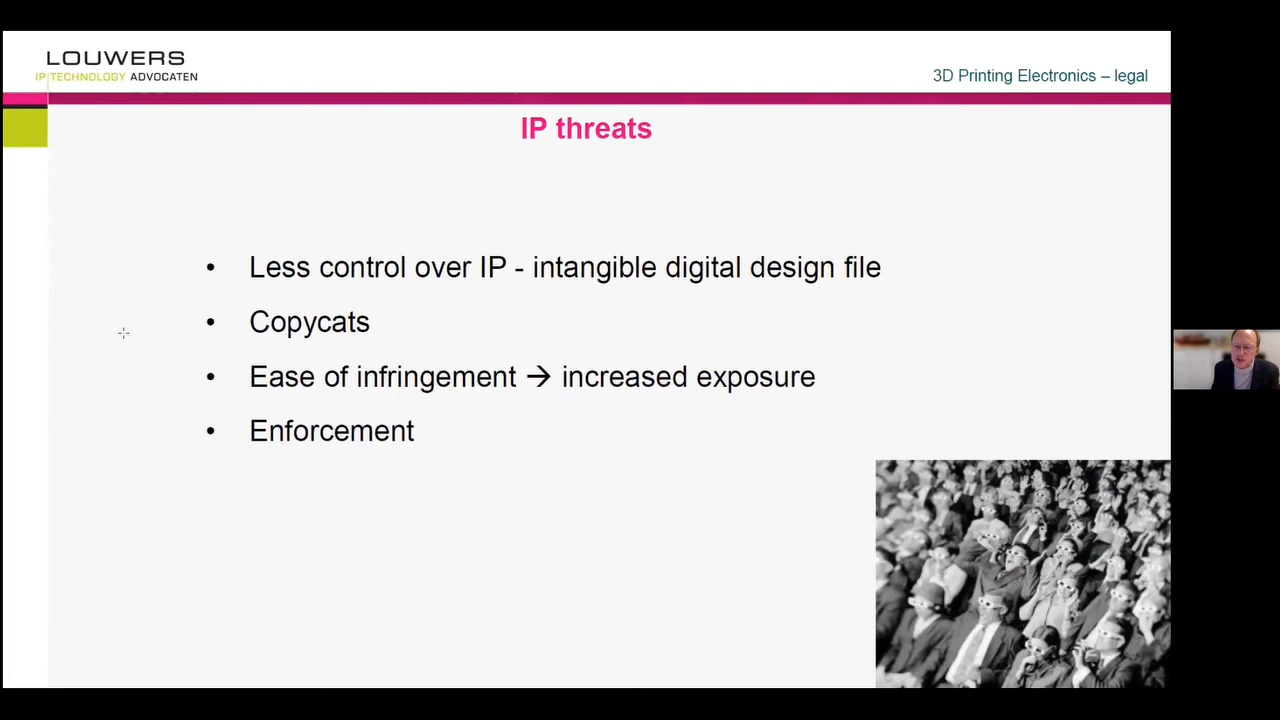 LOUWERS
IP TECHNOLOGY ADVOCATEN
3D Printing Electronics – legal
IP threats
• Less control over IP - intangible digital design file
• Copycats
• Ease of infringement → increased exposure
• Enforcement